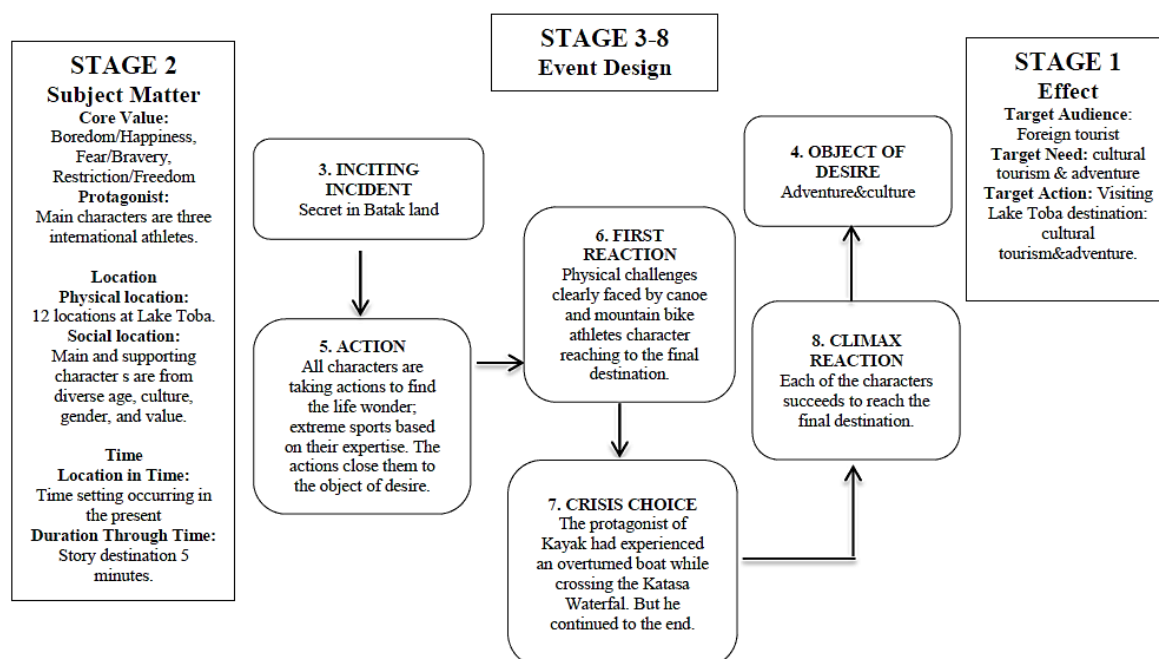 STAGE 2
Subject Matter
Core Value:
Boredom/Happiness,
Fear/Bravery,
Restriction/Freedom
Protagonist:
Main characters are three
international athletes.
Location
Physical location:
12 locations at Lake Toba.
Social location:
Main and supporting
character s are from
diverse age, culture,
gender, and value.
Time
Location in Time:
Time setting occurring in
the present
Duration Through Time:
Story destination 5
minutes.
STAGE 3-8
Event Design
3. INCITING
INCIDENT
Secret in Batak land
5. ACTION
All characters are
taking actions to find
the life wonder;
extreme sports based
on their expertise. The
actions close them to
the object of desire.
6. FIRST
REACTION
Physical challenges
clearly faced by canoe
and mountain bike
athletes character
reaching to the final
destination.
7. CRISIS CHOICE
The protagonist of
Kayak had experienced
an overturned boat while
crossing the Katasa
Waterfal. But he
continued to the end.
4. OBJECT OF
DESIRE
Adventure&culture
8. CLIMAX
REACTION
Each of the characters
succeeds to reach the
final destination.
STAGE 1
Effect
Target Audience:
Foreign tourist
Target Need: cultural
tourism & adventure
Target Action: Visiting
Lake Toba destination:
cultural
tourism&adventure.